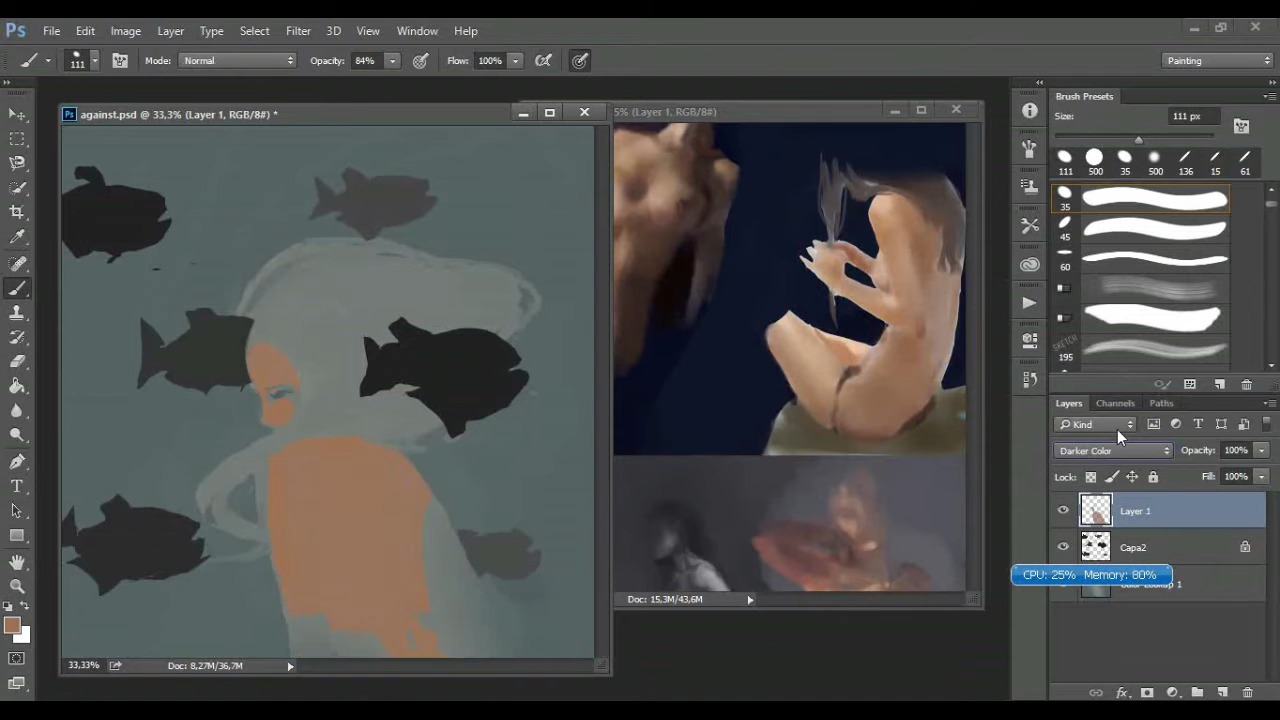 Ps File Edit Image Layer Type Select Filter 3D View Window Help
111 Mode: Normal Opacity: 84% Flow: 100% Painting
Ps against.psd @ 33,3% (Layer 1, RGB/8#) *
5% (Layer 1, RGB/8#)
Brush Presets
Size: 111 px
111 500 35 500 136 15 61
35
45
60
SKETCH
195
Layers Channels Paths
Kind
Darker Color Opacity: 100%
Lock: Fill: 100%
Layer 1
Capa2
CPU: 25% Memory: 80%
Doc: 15,3M/43,6M
33,33% Doc: 8,27M/36,7M